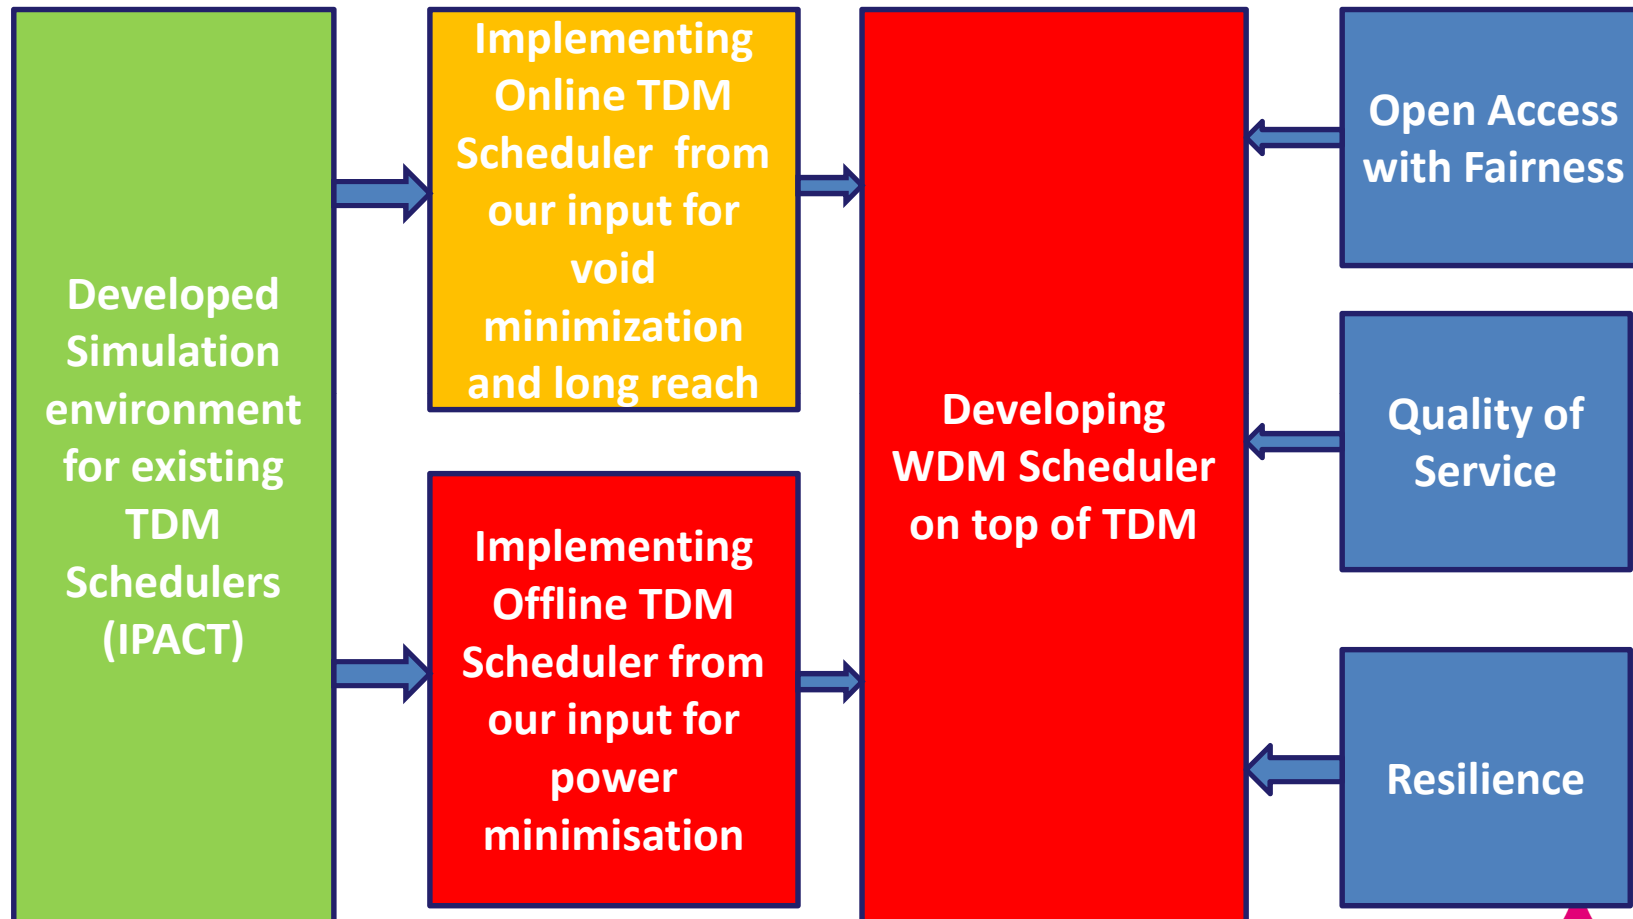 Developed
Simulation
environment
for existing
TDM
Schedulers
(IPACT)
Implementing
Online TDM
Scheduler from
our input for
void
minimization
and long reach
Implementing
Offline TDM
Scheduler from
our input for
power
minimisation
Developing
WDM Scheduler
on top of TDM
Open Access
with Fairness
Quality of
Service
Resilience